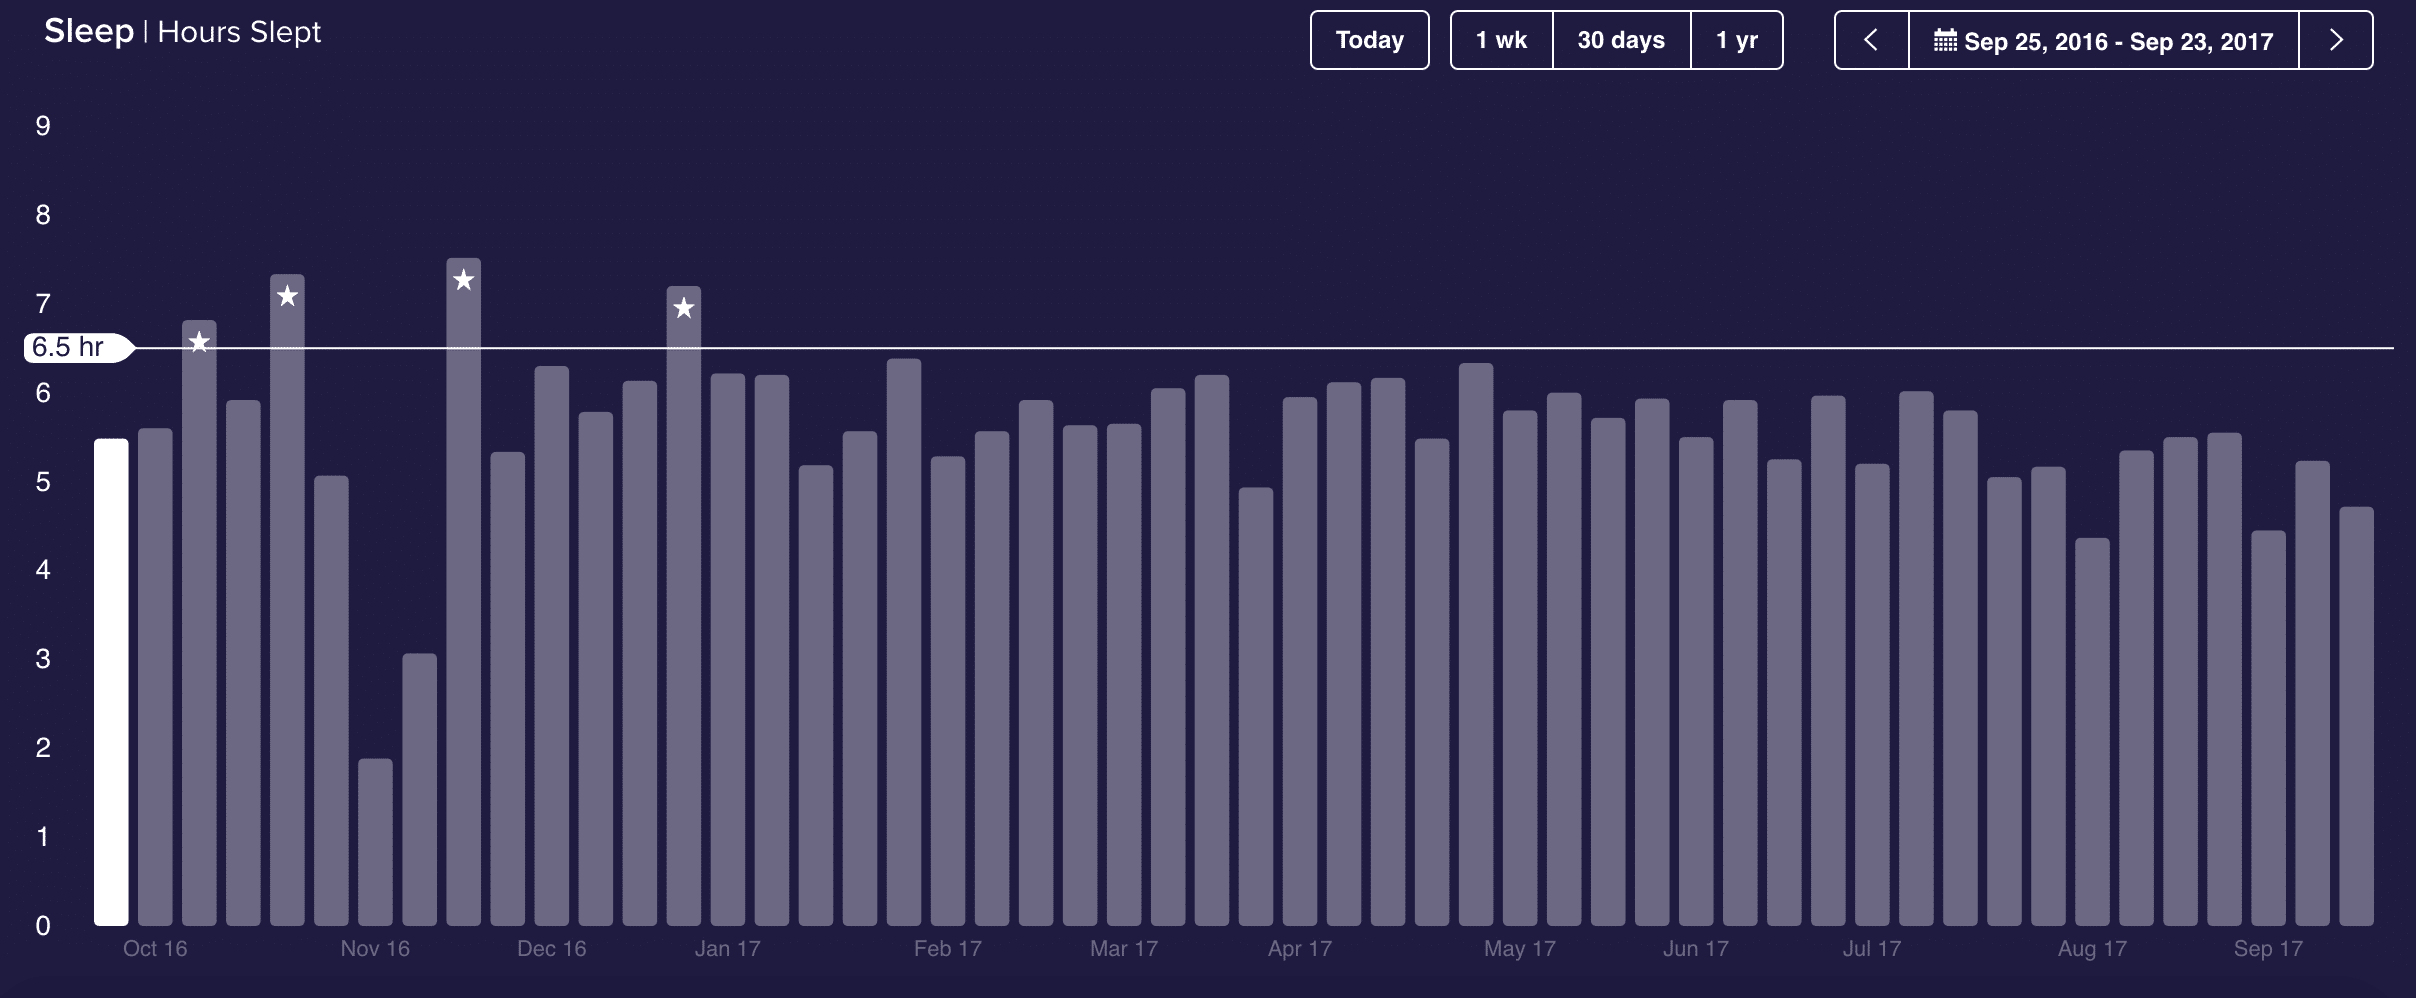 Sleep | Hours Slept
Today
1 wk
30 days
1 yr
Sep 25, 2016 - Sep 23, 2017
9
8
7
6.5 hr
6
5
4
3
2
1
0
Oct 16
Nov 16
Dec 16
Jan 17
Feb 17
Mar 17
Apr 17
May 17
Jun 17
Jul 17
Aug 17
Sep 17